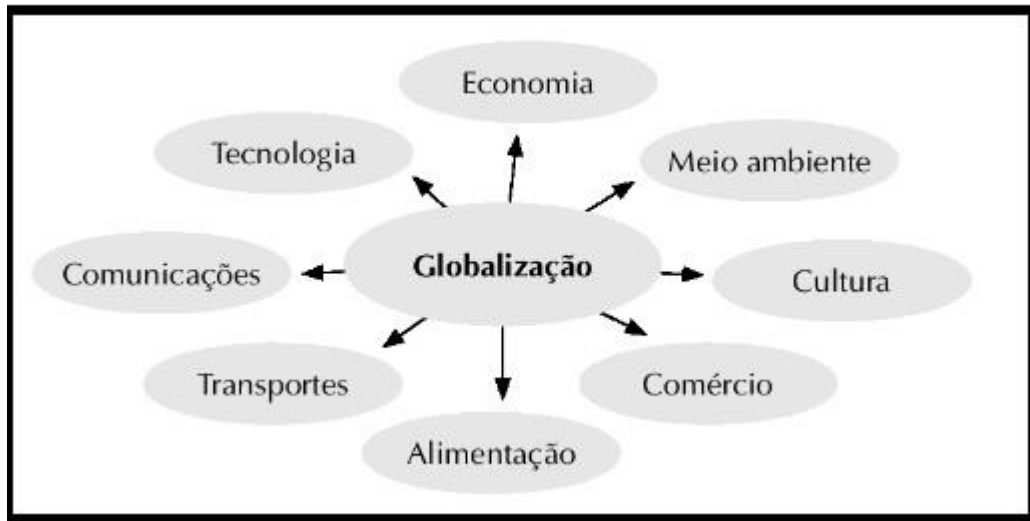 Economia
Tecnologia
Meio ambiente
Comunicações
Globalização
Cultura
Transportes
Comércio
Alimentação